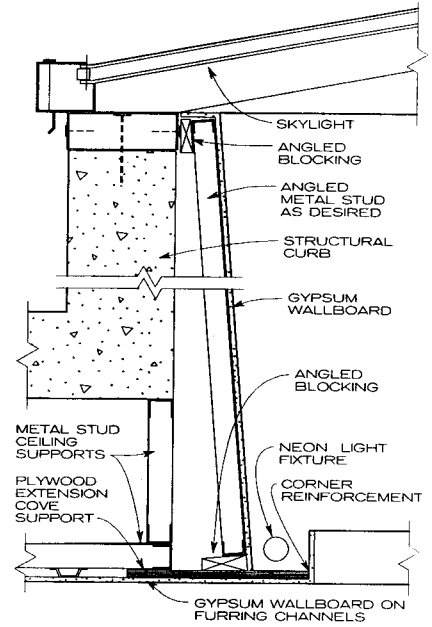 SKYLIGHT
ANGLED
BLOCKING
ANGLED
METAL STUD
AS DESIRED
STRUCTURAL
CURB
GYPSUM
WALLBOARD
ANGLED
BLOCKING
METAL STUD
CEILING
SUPPORTS
NEON LIGHT
FIXTURE
PLYWOOD
EXTENSION
COVE
SUPPORT
CORNER
REINFORCEMENT
GYPSUM WALLBOARD ON
FURRING CHANNELS